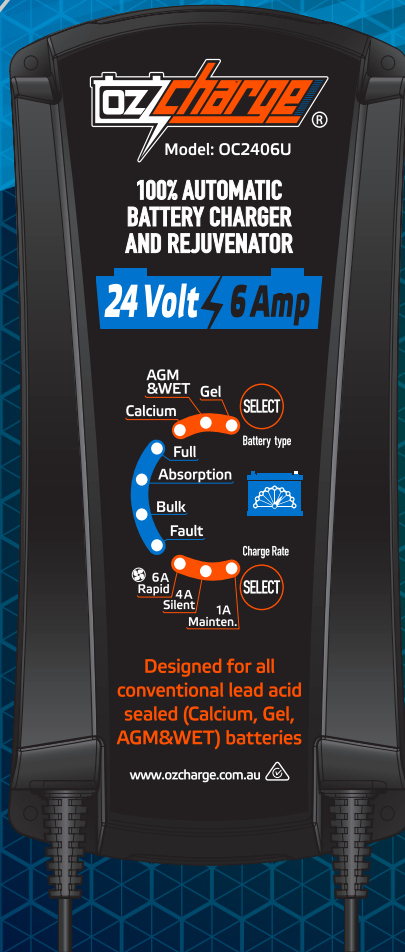 OZ charge ®
Model: OC2406U
100% AUTOMATIC
BATTERY CHARGER
AND REJUVENATOR
24 Volt 6 Amp
AGM
&WET
Gel
Calcium
SELECT
Battery type
Full
Absorption
Bulk
Fault
Charge Rate
6A
Rapid
4A
Silent
1A
Mainten.
SELECT
Designed for all
conventional lead acid
sealed (Calcium, Gel,
AGM&WET) batteries
www.ozcharge.com.au